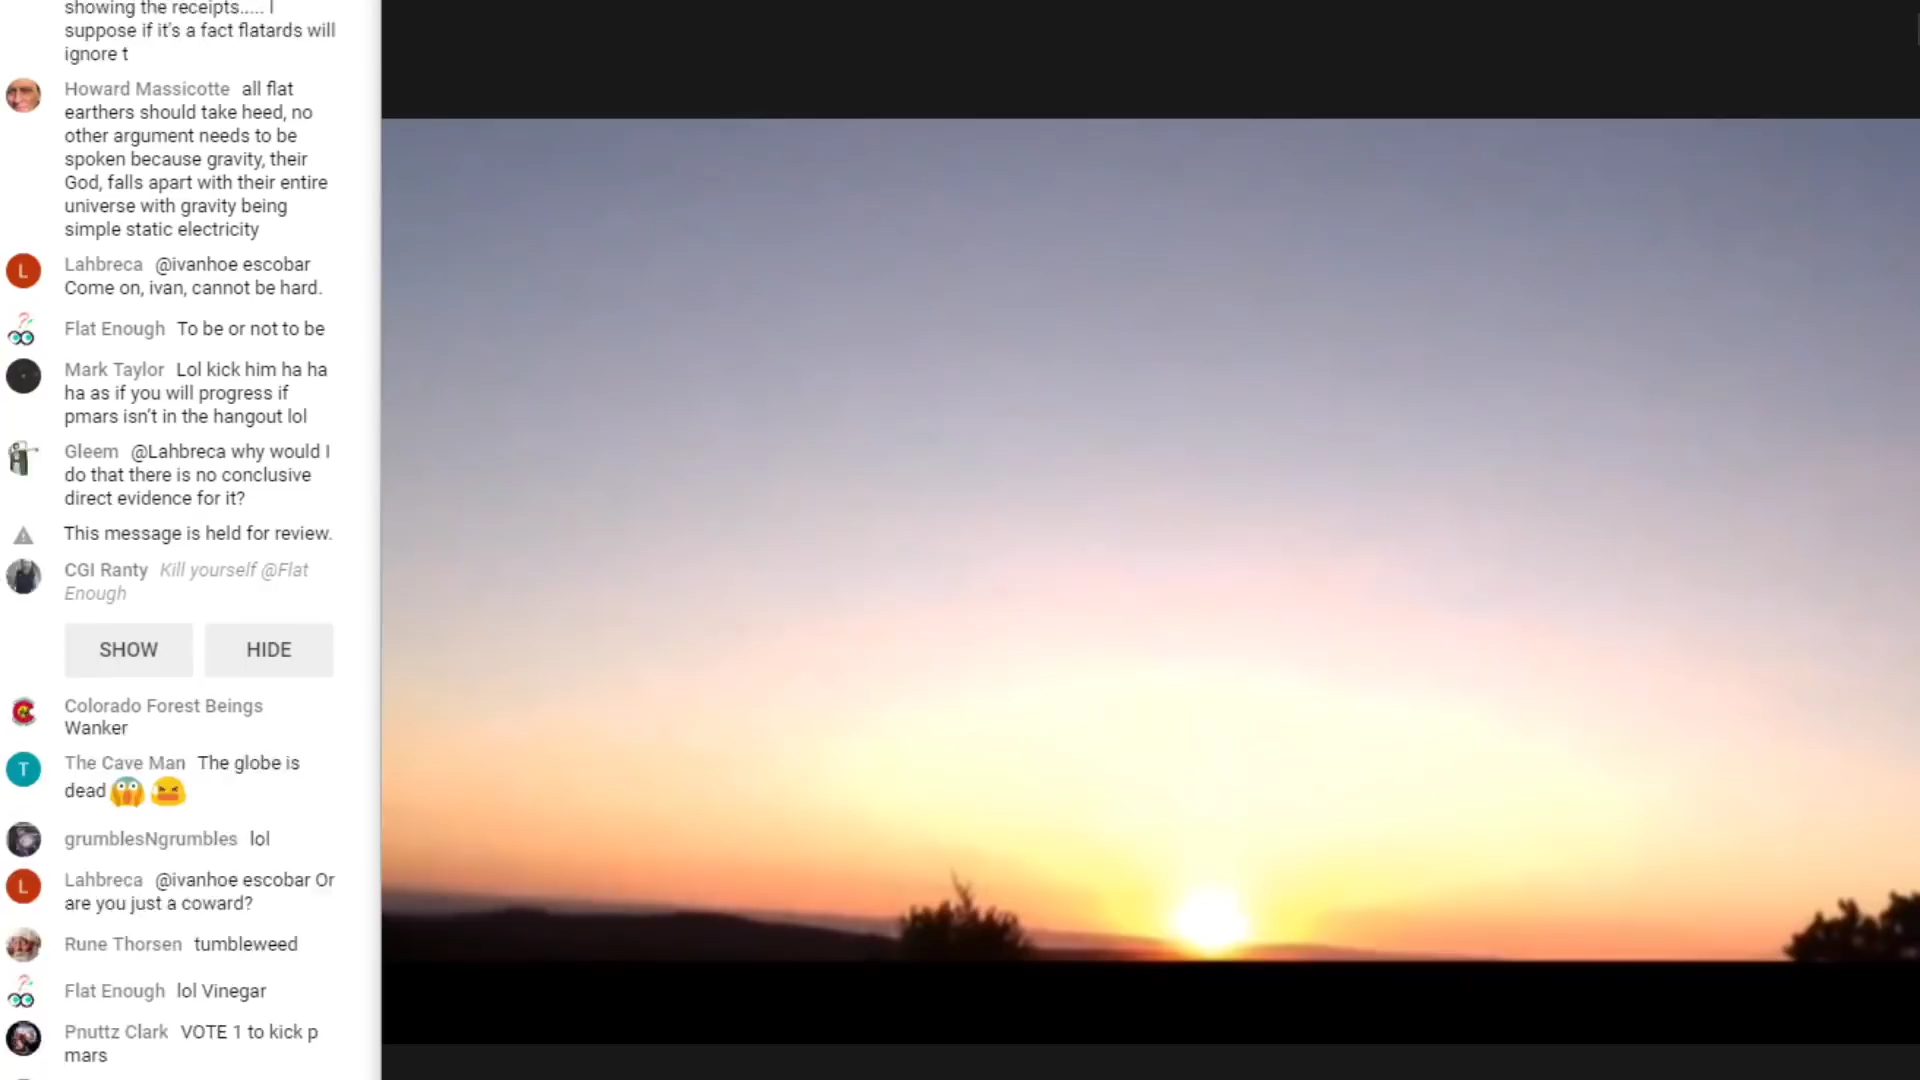 showing the receipts..... I
suppose if it's a fact flatards will
ignore t
Howard Massicotte all flat
earthers should take heed, no
other argument needs to be
spoken because gravity, their
God, falls apart with their entire
universe with gravity being
simple static electricity
L
Lahbreca @ivanhoe escobar
Come on, ivan, cannot be hard.
Flat Enough To be or not to be
Mark Taylor Lol kick him ha ha
ha as if you will progress if
pmars isn't in the hangout lol
Gleem @Lahbreca why would I
do that there is no conclusive
direct evidence for it?
This message is held for review.
CGI Ranty Kill yourself @Flat
Enough
SHOW HIDE
Colorado Forest Beings
Wanker
T
The Cave Man The globe is
dead
grumblesNgrumbles lol
L
Lahbreca @ivanhoe escobar Or
are you just a coward?
Rune Thorsen tumbleweed
Flat Enough lol Vinegar
Pnuttz Clark VOTE 1 to kick p
mars